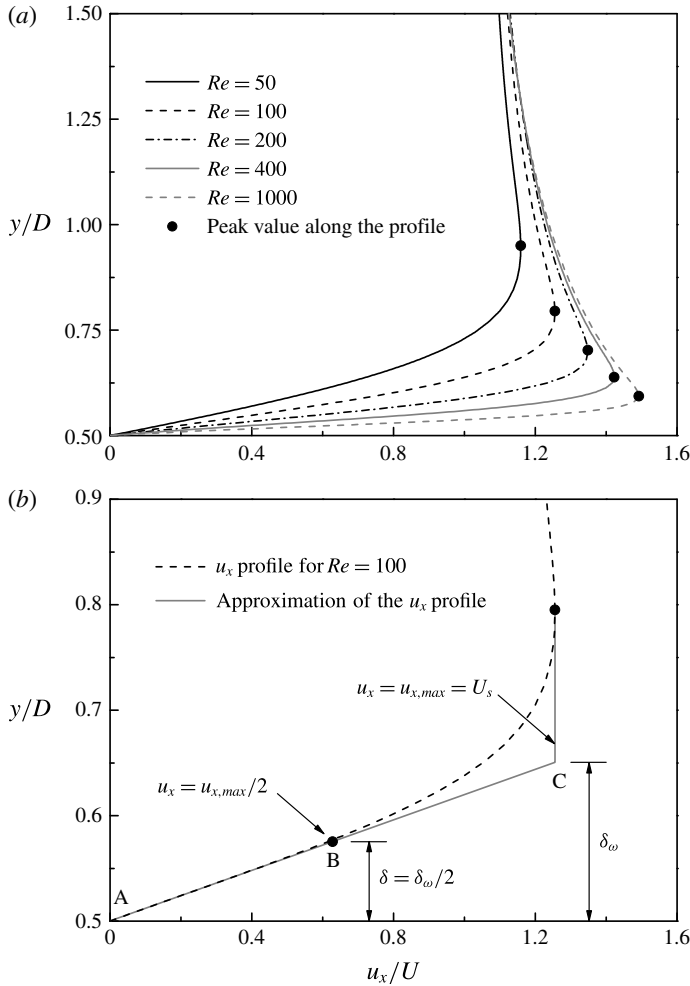 (a)
1.50
1.25
1.00
0.75
0.50
y/D
Re = 50
Re = 100
Re = 200
Re = 400
Re = 1000
Peak value along the profile
0 0.4 0.8 1.2 1.6
(b)
0.9
0.8
0.7
0.6
0.5
y/D
u_x profile for Re = 100
Approximation of the u_x profile
u_x = u_{x,max} = U_s
u_x = u_{x,max}/2
A
B
C
δ = δ_ω/2
δ_ω
0 0.4 0.8 1.2 1.6
u_x/U